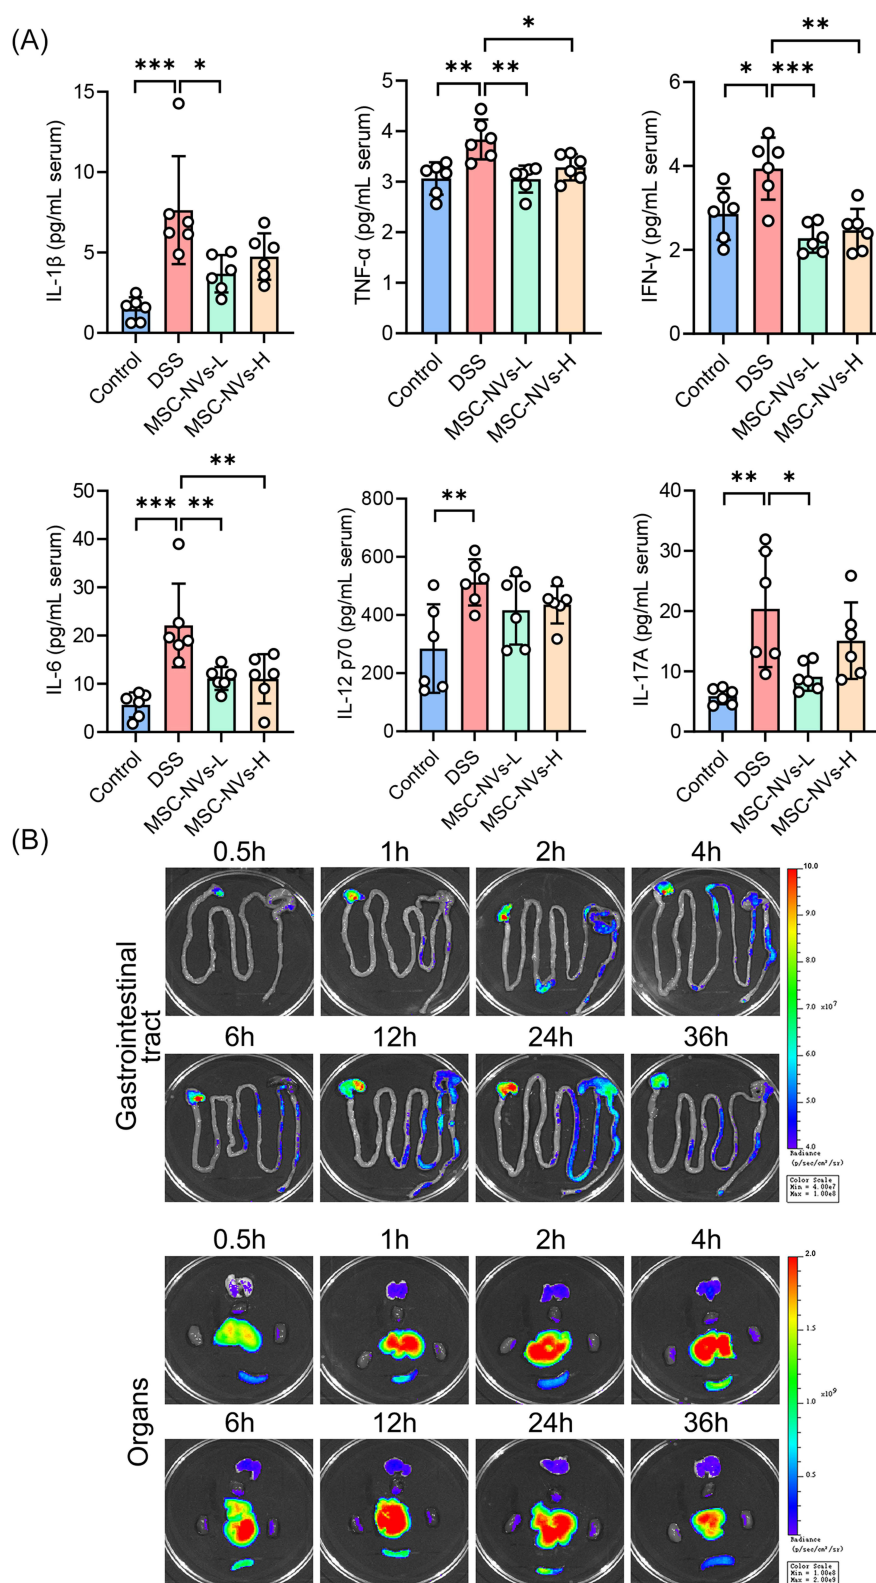 (A)
*** *
15
10
5
0
IL-1β (pg/mL serum)
Control
DSS
MSC-NVs-L
MSC-NVs-H
*
** **
5
4
3
2
1
0
TNF-α (pg/mL serum)
Control
DSS
MSC-NVs-L
MSC-NVs-H
**
* ***
6
4
2
0
IFN-γ (pg/mL serum)
Control
DSS
MSC-NVs-L
MSC-NVs-H
**
*** **
50
40
30
20
10
0
IL-6 (pg/mL serum)
Control
DSS
MSC-NVs-L
MSC-NVs-H
**
800
600
400
200
0
IL-12 p70 (pg/mL serum)
Control
DSS
MSC-NVs-L
MSC-NVs-H
** *
40
30
20
10
0
IL-17A (pg/mL serum)
Control
DSS
MSC-NVs-L
MSC-NVs-H
(B)
Gastrointestinal
tract
0.5h 1h 2h 4h
6h 12h 24h 36h
10.0
9.0
8.0
7.0 x10⁷
6.0
5.0
4.0
Radiance
(p/sec/cm²/sr)
Color Scale
Min = 4.00e7
Max = 1.00e8
Organs
0.5h 1h 2h 4h
6h 12h 24h 36h
2.0
1.5
1.0 x10⁹
0.5
Radiance
(p/sec/cm²/sr)
Color Scale
Min = 1.00e8
Max = 2.00e9